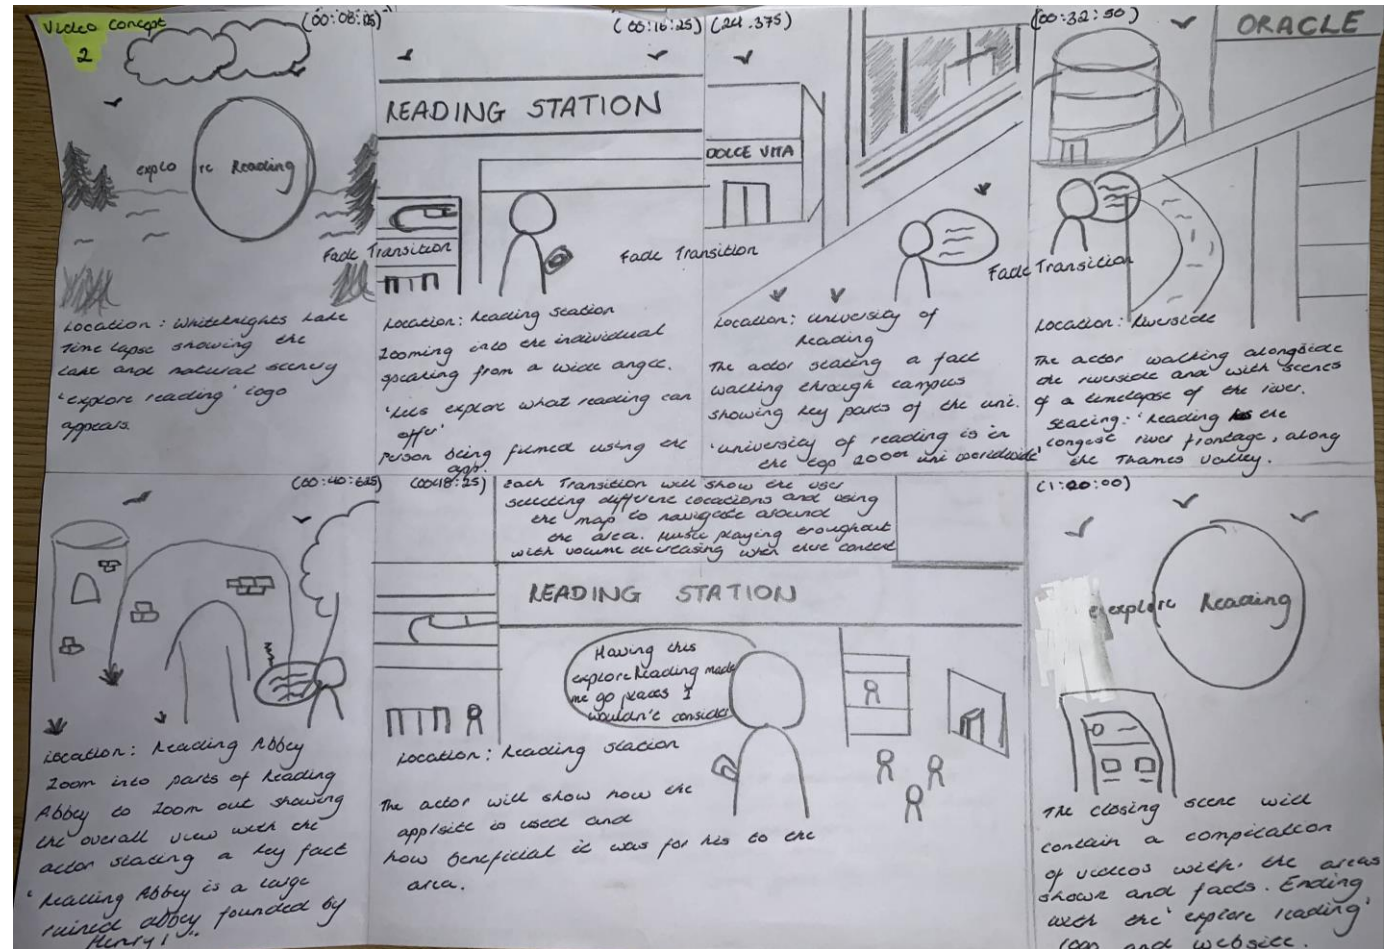 Video Concept
2
(00:08:125)
explore Reading
Fade Transition
Location: Whiteknights Lake
Time lapse showing the
lake and natural scenery
'explore reading' logo
appears.
(00:16:25)
READING STATION
Fade Transition
Location: Reading Station
Zooming into the individual
speaking from a wide angle.
'Lets explore what reading can
offer'
Person being filmed using the
app.
(24.375)
DOLCE VITA
Fade Transition
Location: University of
Reading
The actor stating a fact
walking through campus
showing key parts of the uni.
'university of reading is in
the top 200th uni worldwide'
(00:32:50)
ORACLE
Location: Riverside
The actor walking alongside
the riverside and with scenes
of a timelapse of the river.
Stating: 'Reading the
longest river frontage, along
the Thames Valley.
(00:40:625)
Location: Reading Abbey
Zoom into parts of Reading
Abbey to zoom out showing
the overall view with the
actor stating a key fact
'Reading Abbey is a large
ruined abbey founded by
Henry I'
(00:48:25)
Each Transition will show the user
selecting different locations and using
the map to navigate around
the area. Music playing troughout
with volume decreasing with
READING STATION
Having this
explore Reading made
me go places I
wouldn't consider
Location: Reading Station
The actor will show how the
app/site is used and
how beneficial it was for his to the
area.
(1:20:00)
explore Reading
The closing scene will
contain a compilation
of videos with the areas
shown and facts. Ending
with the 'explore reading'
logo and website